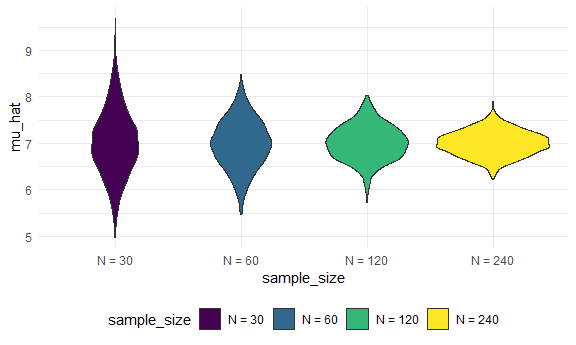 mu_hat
9
8
7
6
5
N = 30 N = 60 N = 120 N = 240
sample_size
sample_size N = 30 N = 60 N = 120 N = 240